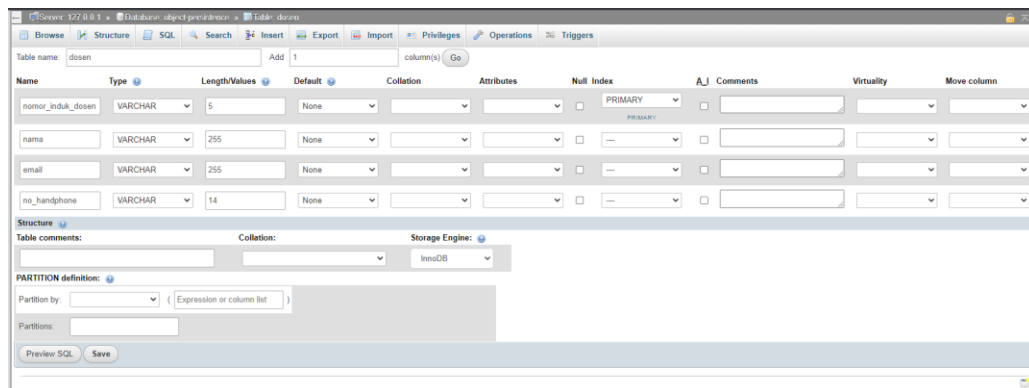 Server: 127.0.0.1 » Database: object-persistence » Table: dosen
Browse Structure SQL Search Insert Export Import Privileges Operations Triggers
Table name: dosen Add 1 column(s) Go
Name Type Length/Values Default Collation Attributes Null Index A_I Comments Virtuality Move column
nomor_induk_dosen VARCHAR 5 None PRIMARY
PRIMARY
nama VARCHAR 255 None ---
email VARCHAR 255 None ---
no_handphone VARCHAR 14 None ---
Structure
Table comments: Collation: Storage Engine:
InnoDB
PARTITION definition:
Partition by: ( Expression or column list )
Partitions:
Preview SQL Save